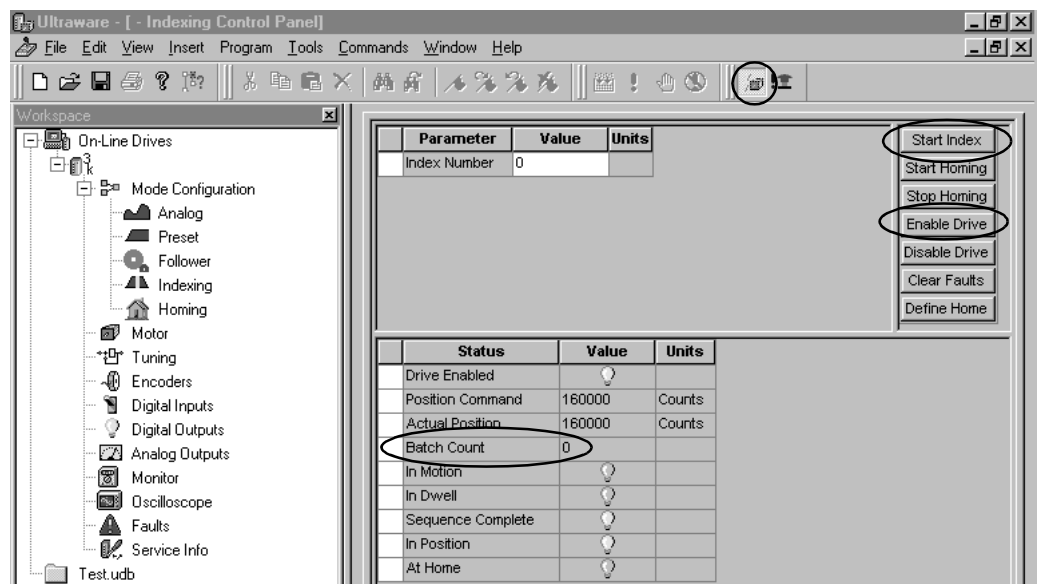 Ultraware - [ - Indexing Control Panel]
File Edit View Insert Program Tools Commands Window Help
Workspace
On-Line Drives
3k
Mode Configuration
Analog
Preset
Follower
Indexing
Homing
Motor
Tuning
Encoders
Digital Inputs
Digital Outputs
Analog Outputs
Monitor
Oscilloscope
Faults
Service Info
Test.udb
Parameter Value Units
Index Number 0
Start Index
Start Homing
Stop Homing
Enable Drive
Disable Drive
Clear Faults
Define Home
Status Value Units
Drive Enabled
Position Command 160000 Counts
Actual Position 160000 Counts
Batch Count 0
In Motion
In Dwell
Sequence Complete
In Position
At Home